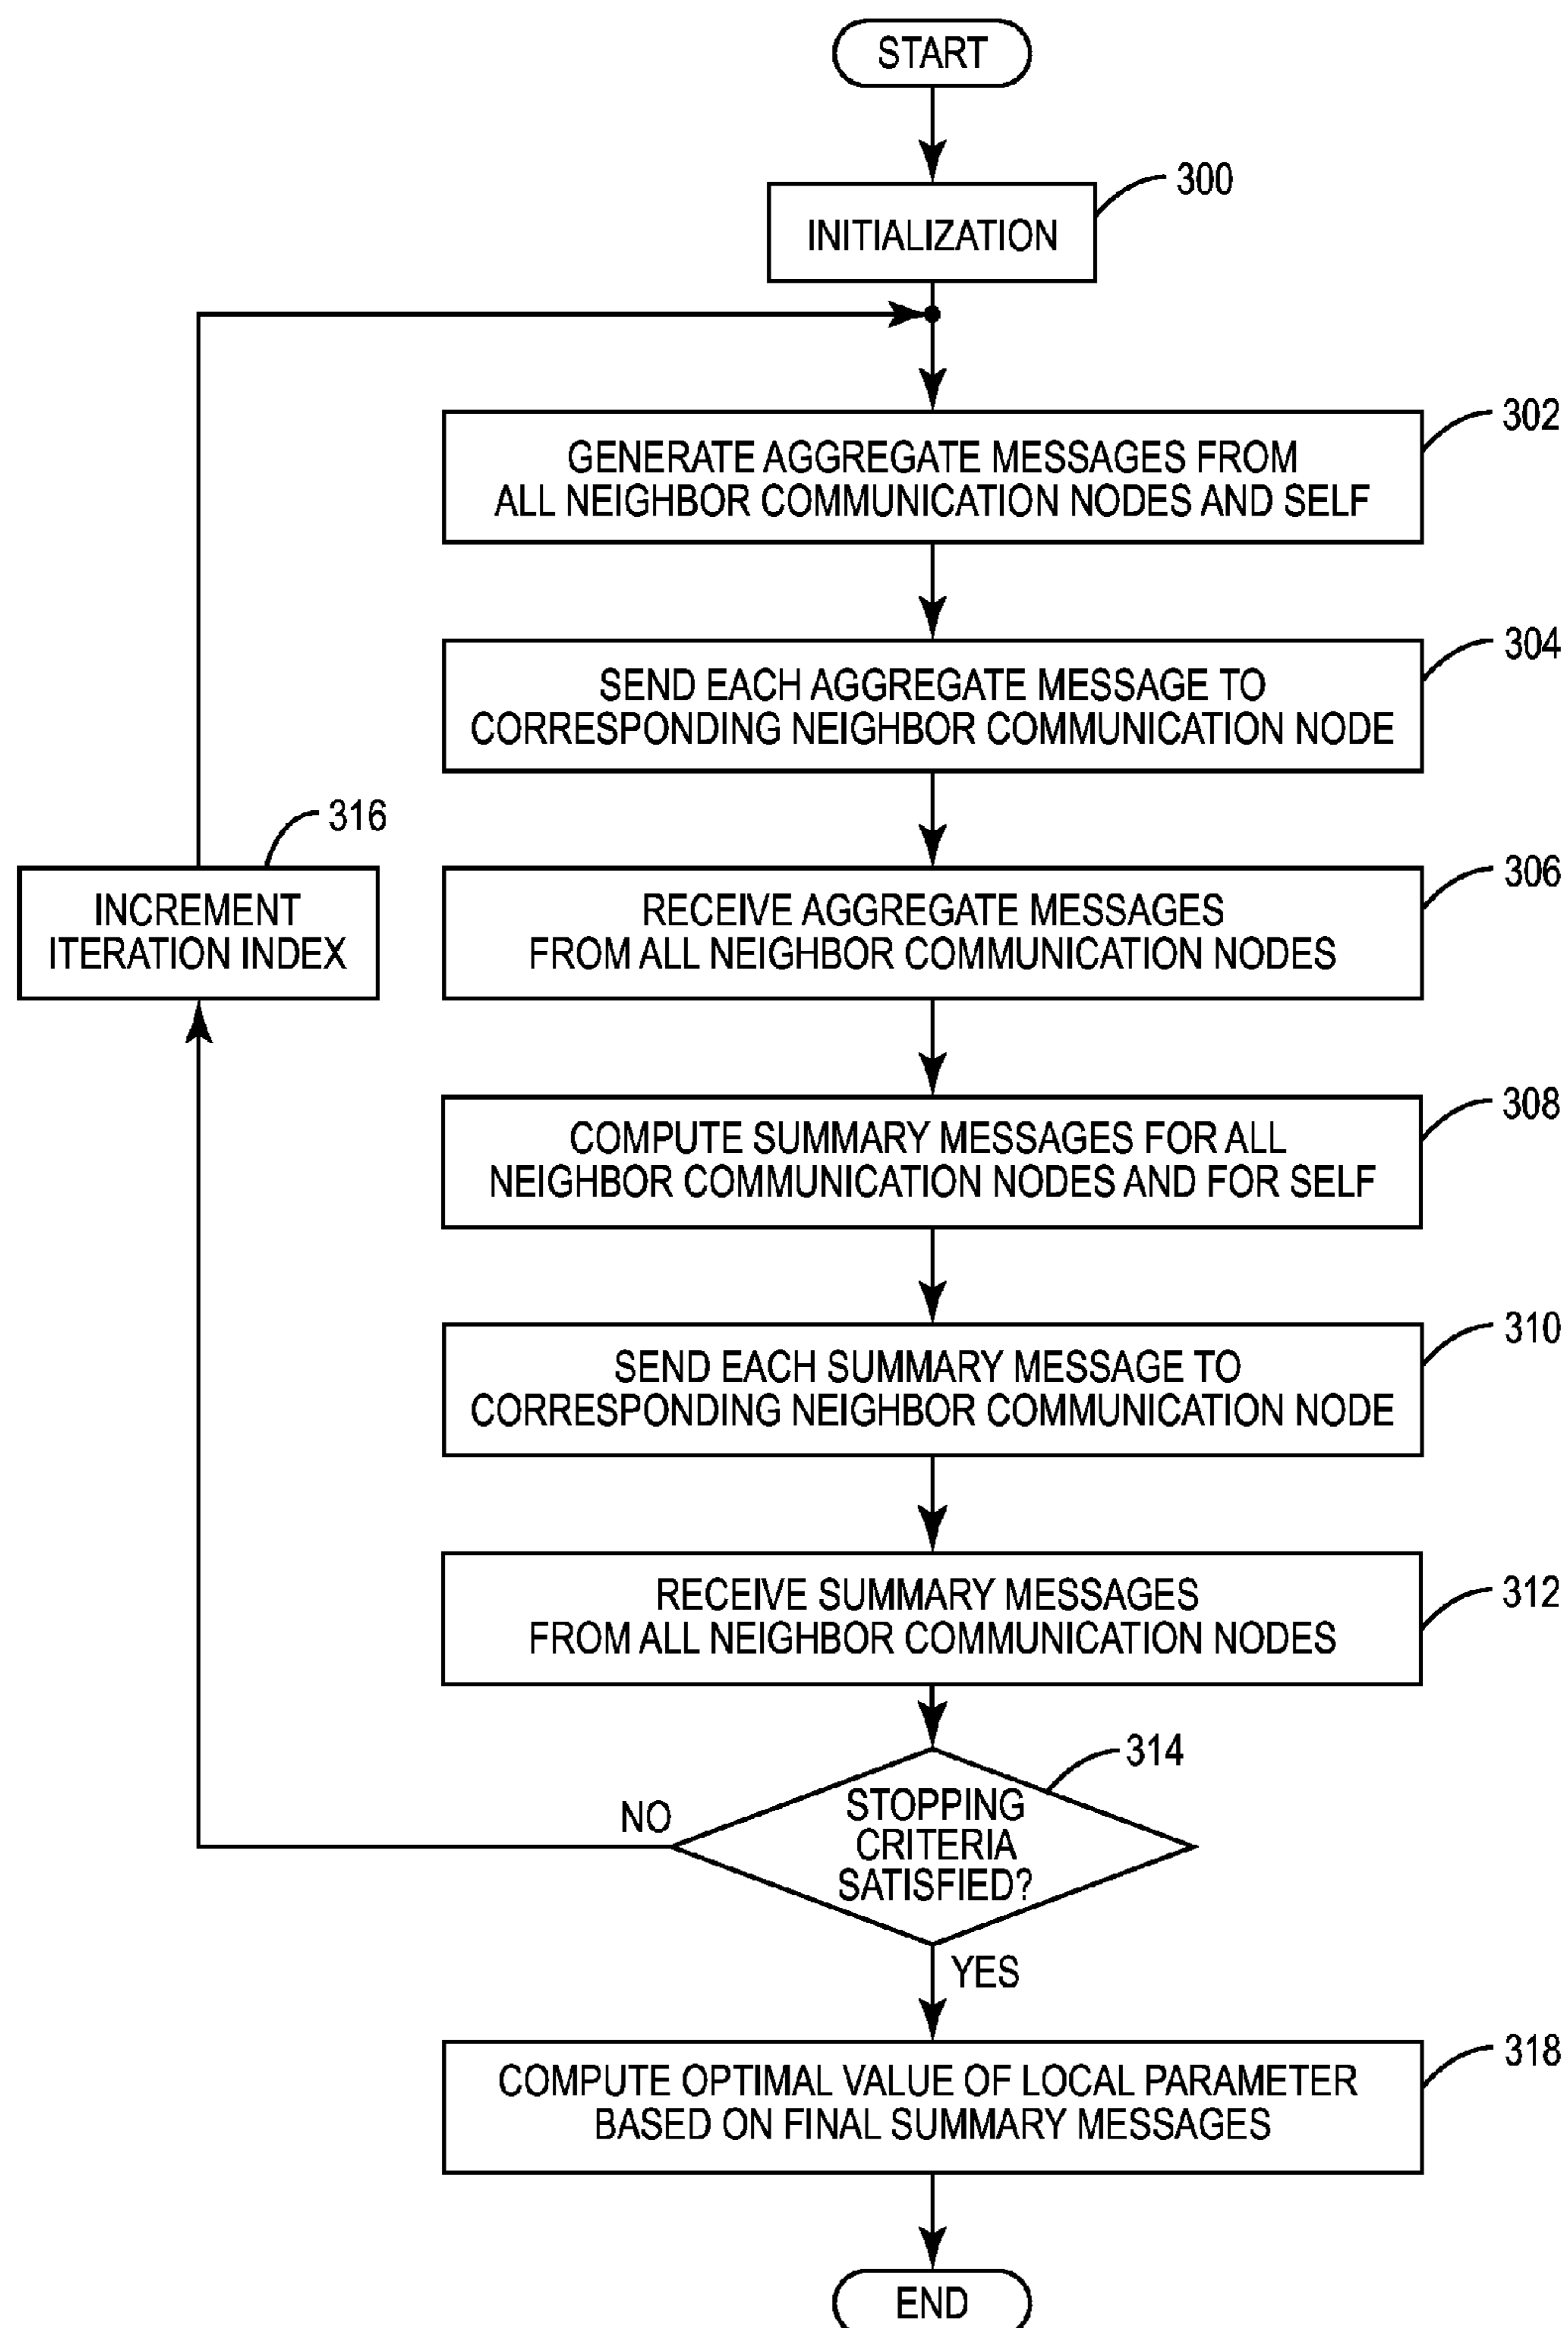 START
300
INITIALIZATION
302
GENERATE AGGREGATE MESSAGES FROM
ALL NEIGHBOR COMMUNICATION NODES AND SELF
304
SEND EACH AGGREGATE MESSAGE TO
CORRESPONDING NEIGHBOR COMMUNICATION NODE
316
INCREMENT
ITERATION INDEX
306
RECEIVE AGGREGATE MESSAGES
FROM ALL NEIGHBOR COMMUNICATION NODES
308
COMPUTE SUMMARY MESSAGES FOR ALL
NEIGHBOR COMMUNICATION NODES AND FOR SELF
310
SEND EACH SUMMARY MESSAGE TO
CORRESPONDING NEIGHBOR COMMUNICATION NODE
312
RECEIVE SUMMARY MESSAGES
FROM ALL NEIGHBOR COMMUNICATION NODES
314
NO
STOPPING
CRITERIA
SATISFIED?
YES
318
COMPUTE OPTIMAL VALUE OF LOCAL PARAMETER
BASED ON FINAL SUMMARY MESSAGES
END